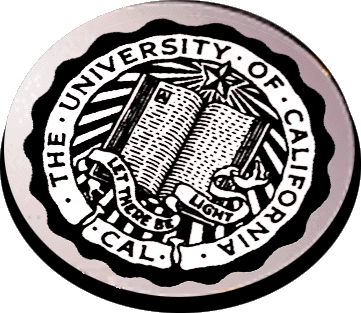 · THE · UNIVERSITY · OF · CALIFORNIA ·
LET THERE BE
LIGHT
· CAL ·